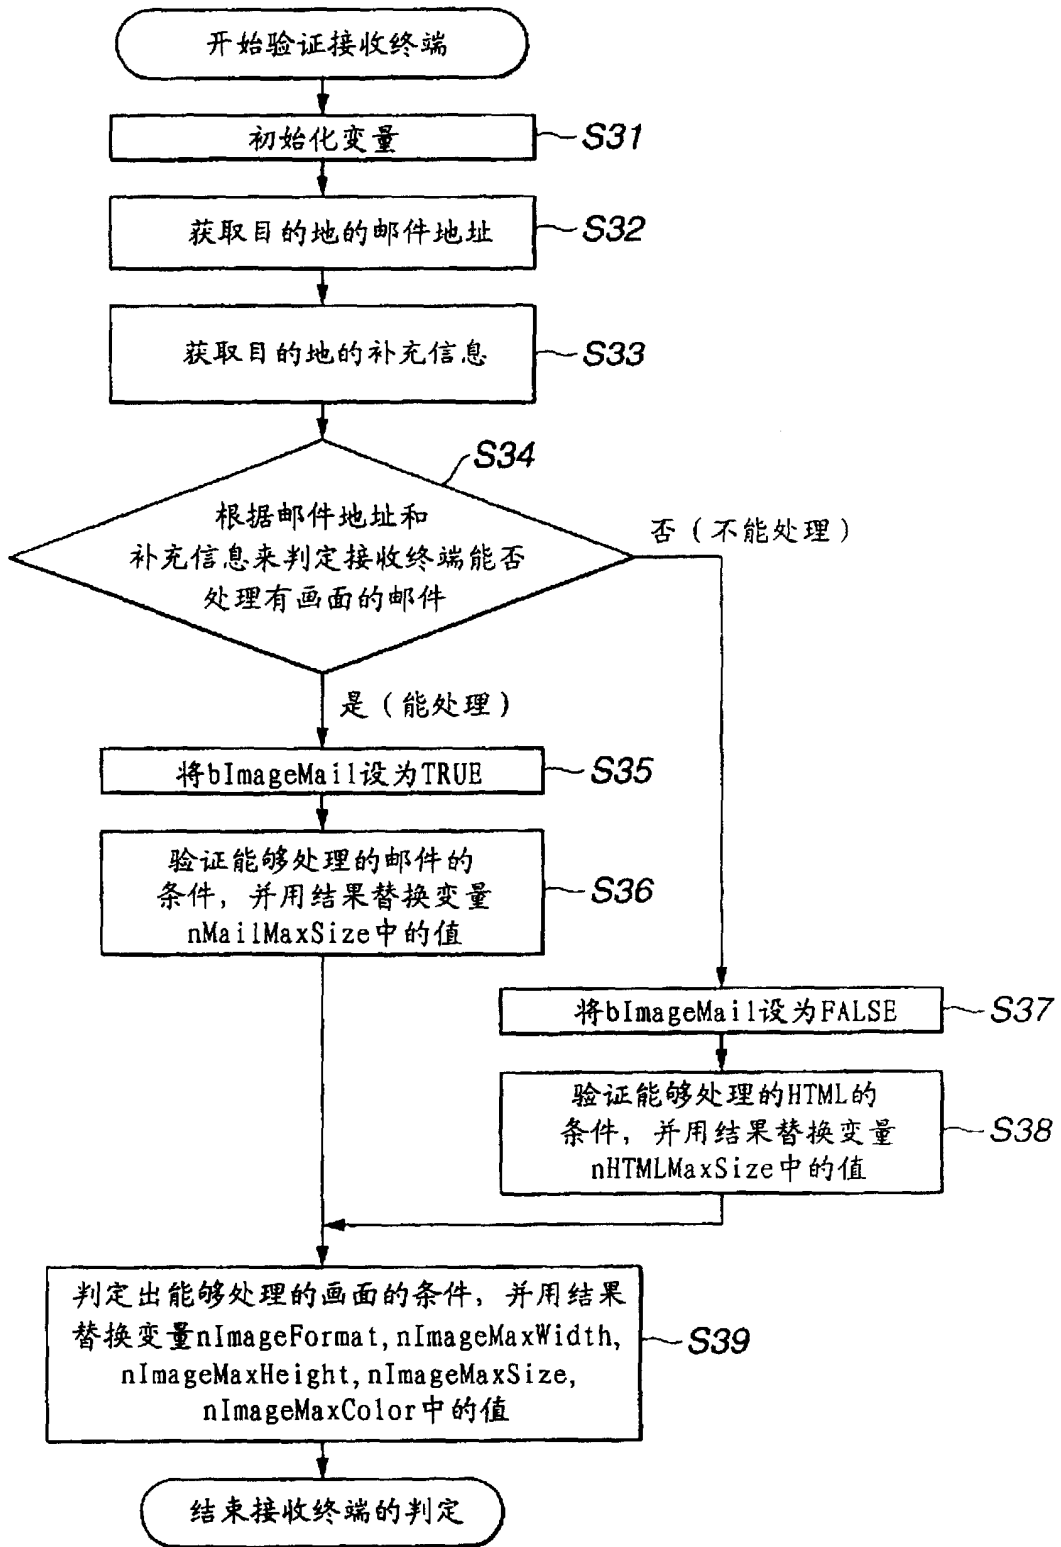 开始验证接收终端
初始化变量
S31
获取目的地的邮件地址
S32
获取目的地的补充信息
S33
S34
根据邮件地址和
补充信息来判定接收终端能否
处理有画面的邮件
否（不能处理）
是（能处理）
将bImageMail设为TRUE
S35
验证能够处理的邮件的
条件，并用结果替换变量
nMailMaxSize中的值
S36
将bImageMail设为FALSE
S37
验证能够处理的HTML的
条件，并用结果替换变量
nHTMLMaxSize中的值
S38
判定出能够处理的画面的条件，并用结果
替换变量nImageFormat,nImageMaxWidth,
nImageMaxHeight,nImageMaxSize,
nImageMaxColor中的值
S39
结束接收终端的判定